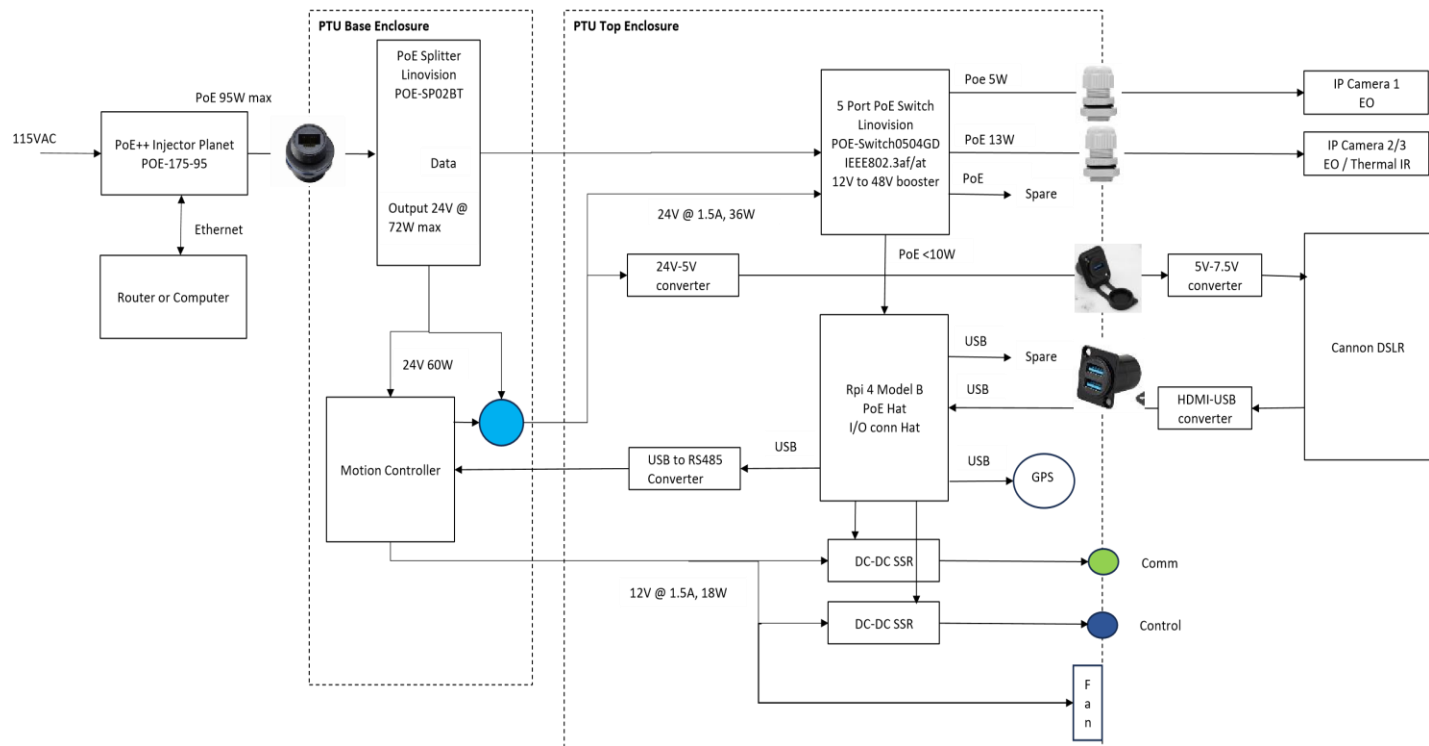 PTU Base Enclosure
PTU Top Enclosure
115VAC
PoE 95W max
PoE++ Injector Planet
POE-175-95
Ethernet
Router or Computer
PoE Splitter
Linovision
POE-SP02BT
Data
Output 24V @
72W max
24V 60W
Motion Controller
5 Port PoE Switch
Linovision
POE-Switch0504GD
IEEE802.3af/at
12V to 48V booster
Poe 5W
PoE 13W
PoE
Spare
IP Camera 1
EO
IP Camera 2/3
EO / Thermal IR
24V @ 1.5A, 36W
PoE <10W
24V-5V
converter
5V-7.5V
converter
Cannon DSLR
Rpi 4 Model B
PoE Hat
I/O conn Hat
USB
Spare
USB
HDMI-USB
converter
USB
USB to RS485
Converter
USB
GPS
DC-DC SSR
Comm
12V @ 1.5A, 18W
DC-DC SSR
Control
F
a
n